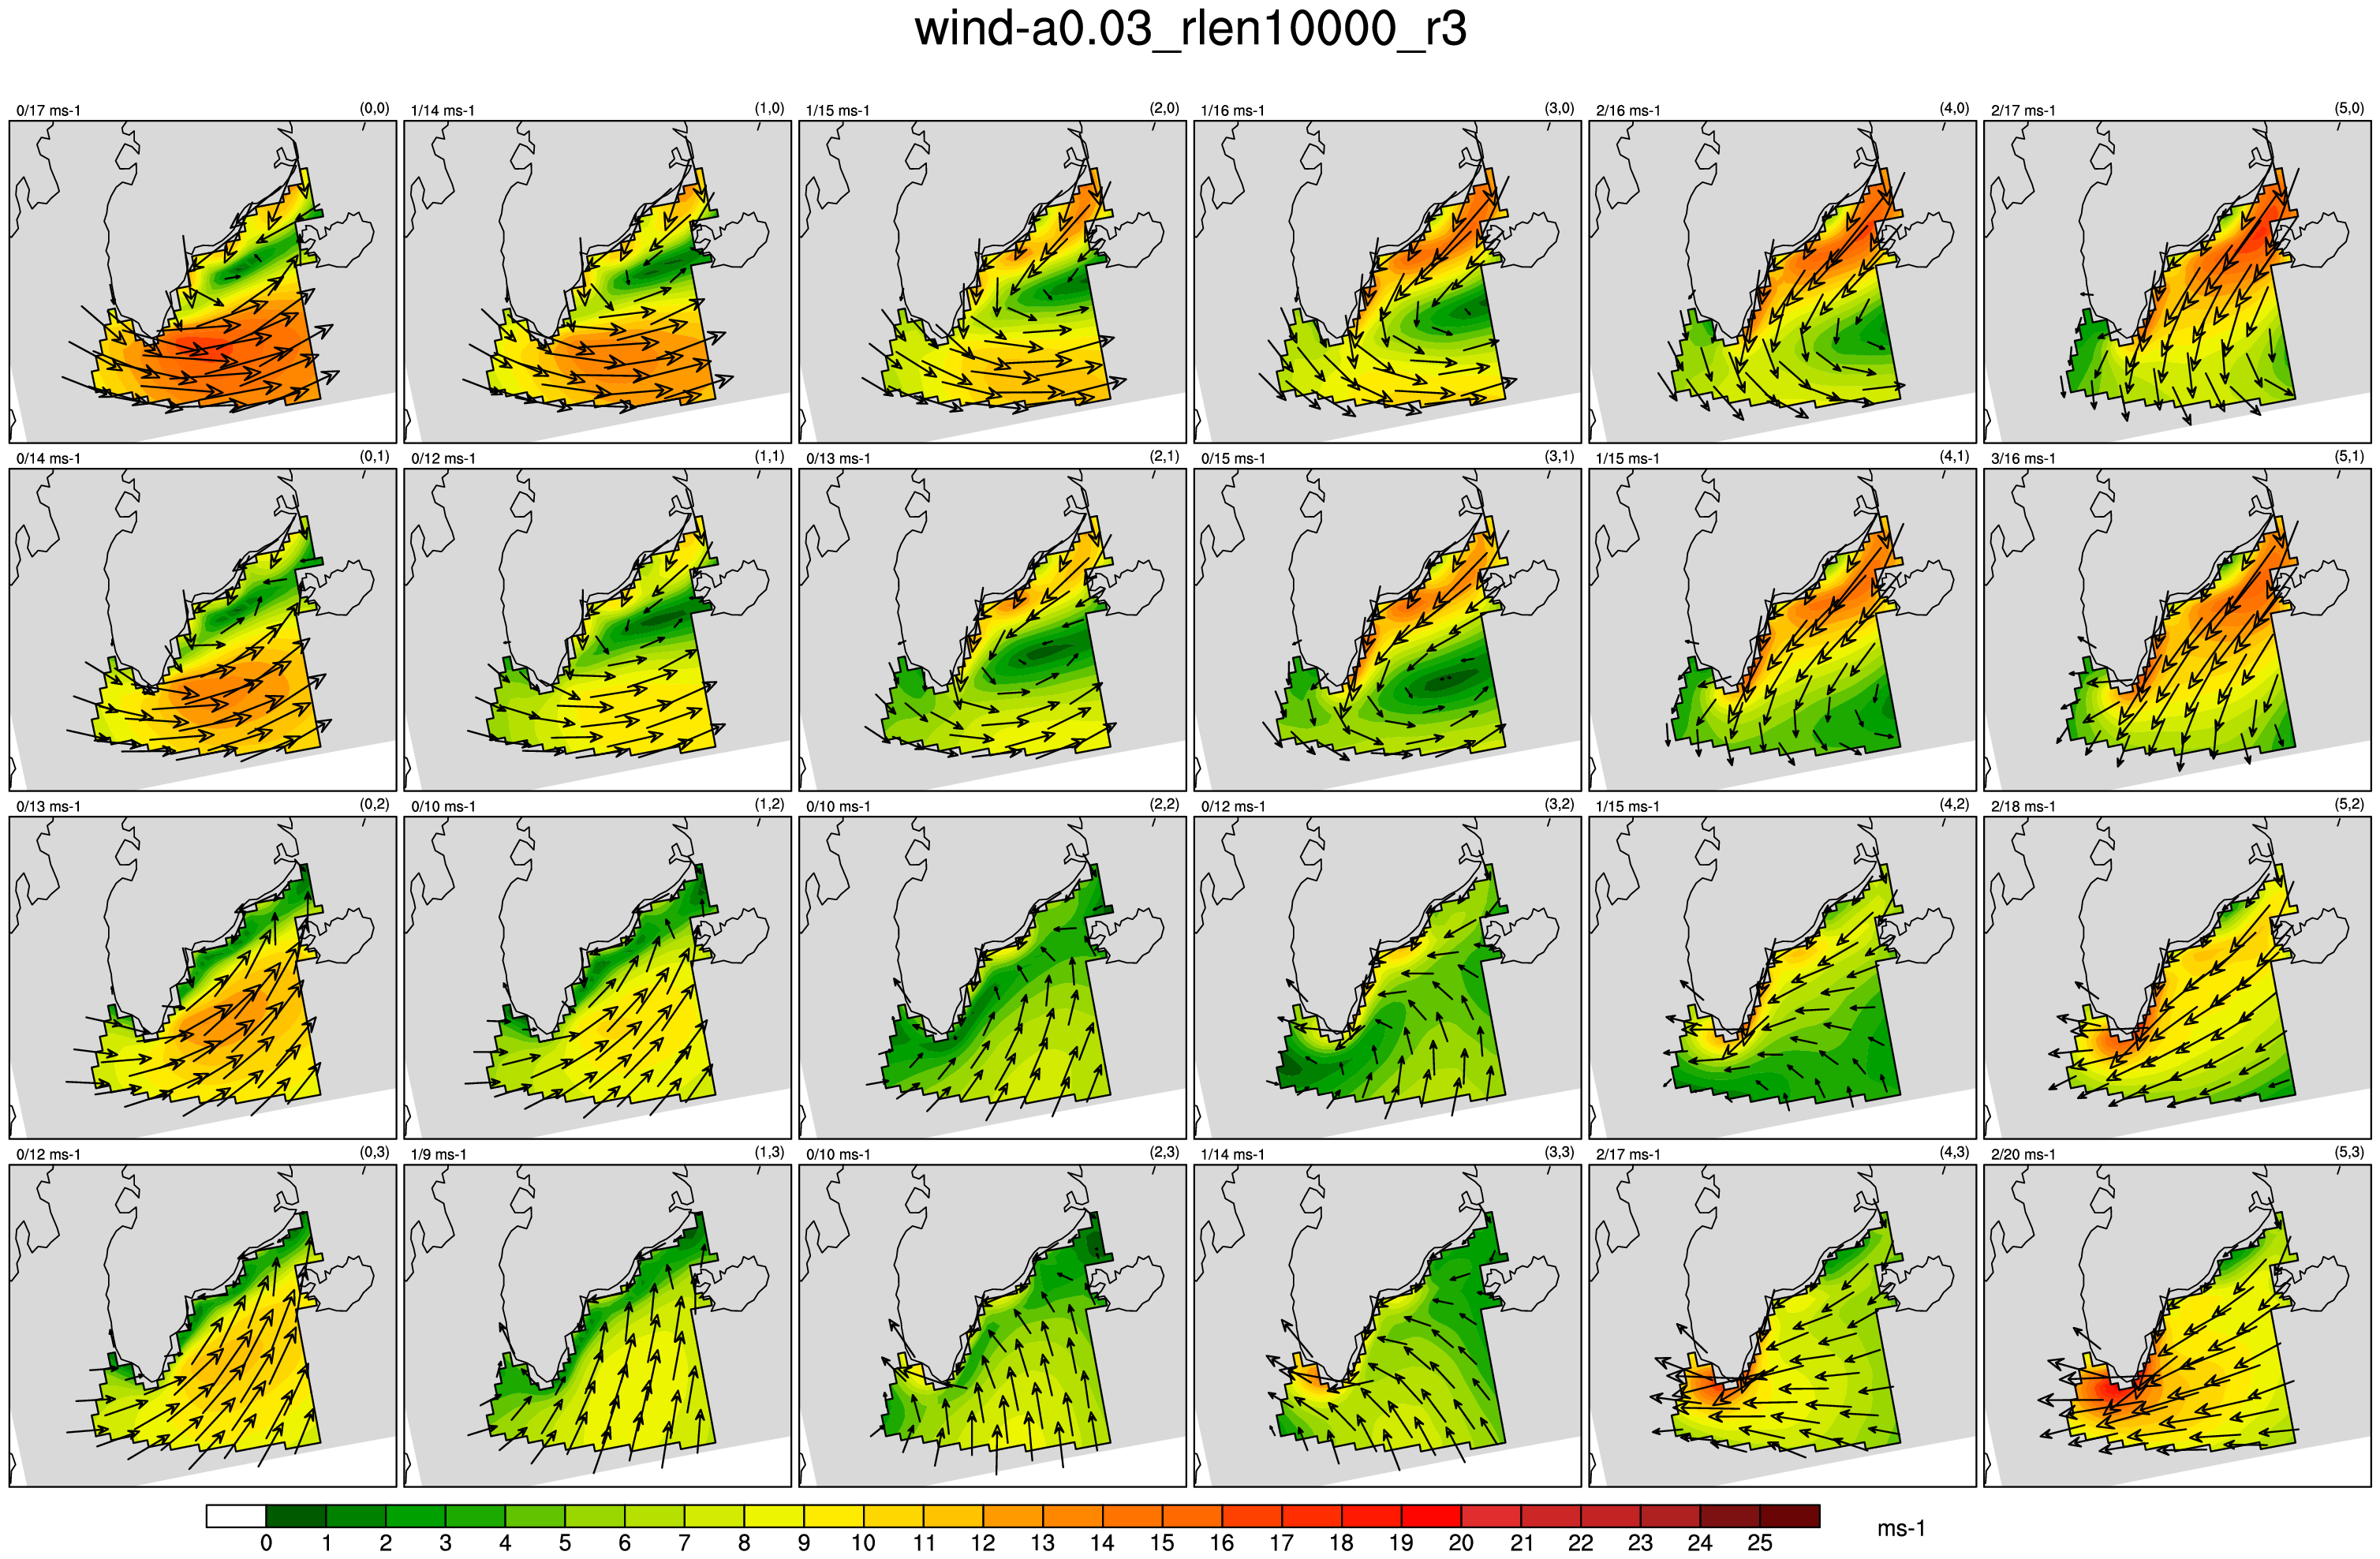 wind-a0.03_rlen10000_r3
0/17 ms-1 (0,0) 1/14 ms-1 (1,0) 1/15 ms-1 (2,0) 1/16 ms-1 (3,0) 2/16 ms-1 (4,0) 2/17 ms-1 (5,0)
0/14 ms-1 (0,1) 0/12 ms-1 (1,1) 0/13 ms-1 (2,1) 0/15 ms-1 (3,1) 1/15 ms-1 (4,1) 3/16 ms-1 (5,1)
0/13 ms-1 (0,2) 0/10 ms-1 (1,2) 0/10 ms-1 (2,2) 0/12 ms-1 (3,2) 1/15 ms-1 (4,2) 2/18 ms-1 (5,2)
0/12 ms-1 (0,3) 1/9 ms-1 (1,3) 0/10 ms-1 (2,3) 1/14 ms-1 (3,3) 2/17 ms-1 (4,3) 2/20 ms-1 (5,3)
0 1 2 3 4 5 6 7 8 9 10 11 12 13 14 15 16 17 18 19 20 21 22 23 24 25 ms-1